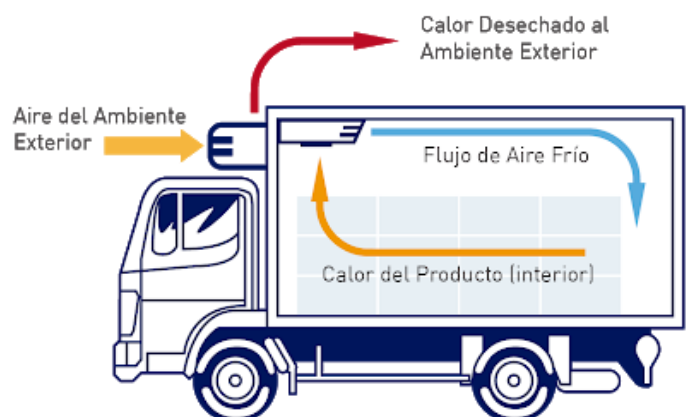 Calor Desechado al
Ambiente Exterior
Aire del Ambiente
Exterior
Flujo de Aire Frío
Calor del Producto (interior)